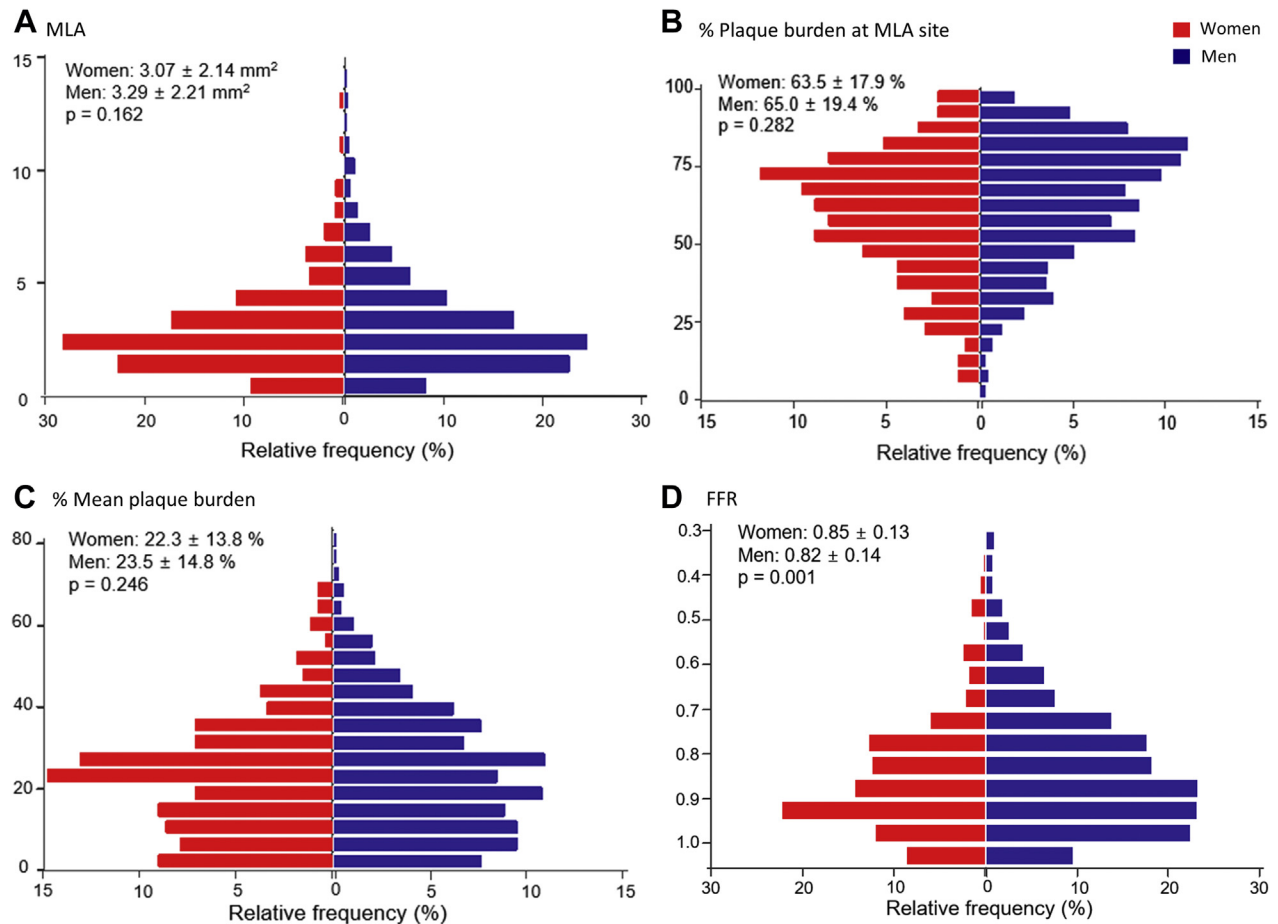 A MLA
Women: 3.07 ± 2.14 mm²
Men: 3.29 ± 2.21 mm²
p = 0.162
15
10
5
0
30 20 10 0 10 20 30
Relative frequency (%)
B % Plaque burden at MLA site
Women
Men
Women: 63.5 ± 17.9 %
Men: 65.0 ± 19.4 %
p = 0.282
100
75
50
25
0
15 10 5 0 5 10 15
Relative frequency (%)
C % Mean plaque burden
Women: 22.3 ± 13.8 %
Men: 23.5 ± 14.8 %
p = 0.246
80
60
40
20
0
15 10 5 0 5 10 15
Relative frequency (%)
D FFR
Women: 0.85 ± 0.13
Men: 0.82 ± 0.14
p = 0.001
0.3
0.4
0.5
0.6
0.7
0.8
0.9
1.0
30 20 10 0 10 20 30
Relative frequency (%)